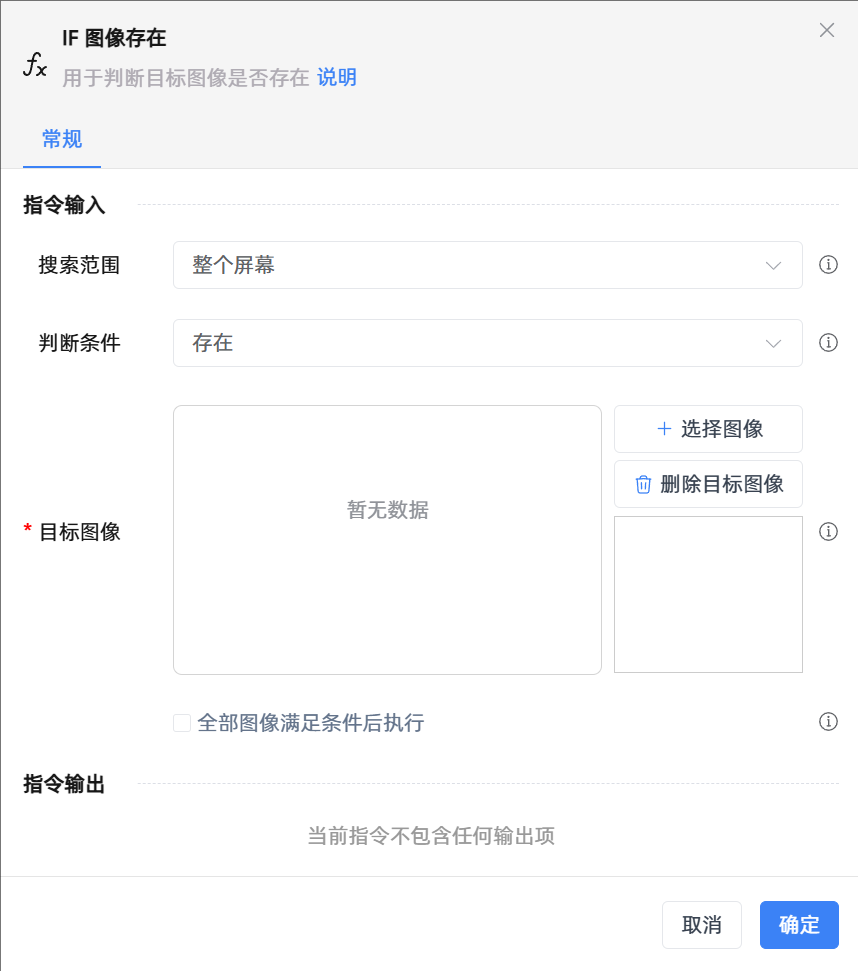 IF 图像存在
用于判断目标图像是否存在 说明
常规
指令输入
搜索范围 整个屏幕
判断条件 存在
选择图像
删除目标图像
暂无数据
* 目标图像
全部图像满足条件后执行
指令输出
当前指令不包含任何输出项
取消 确定